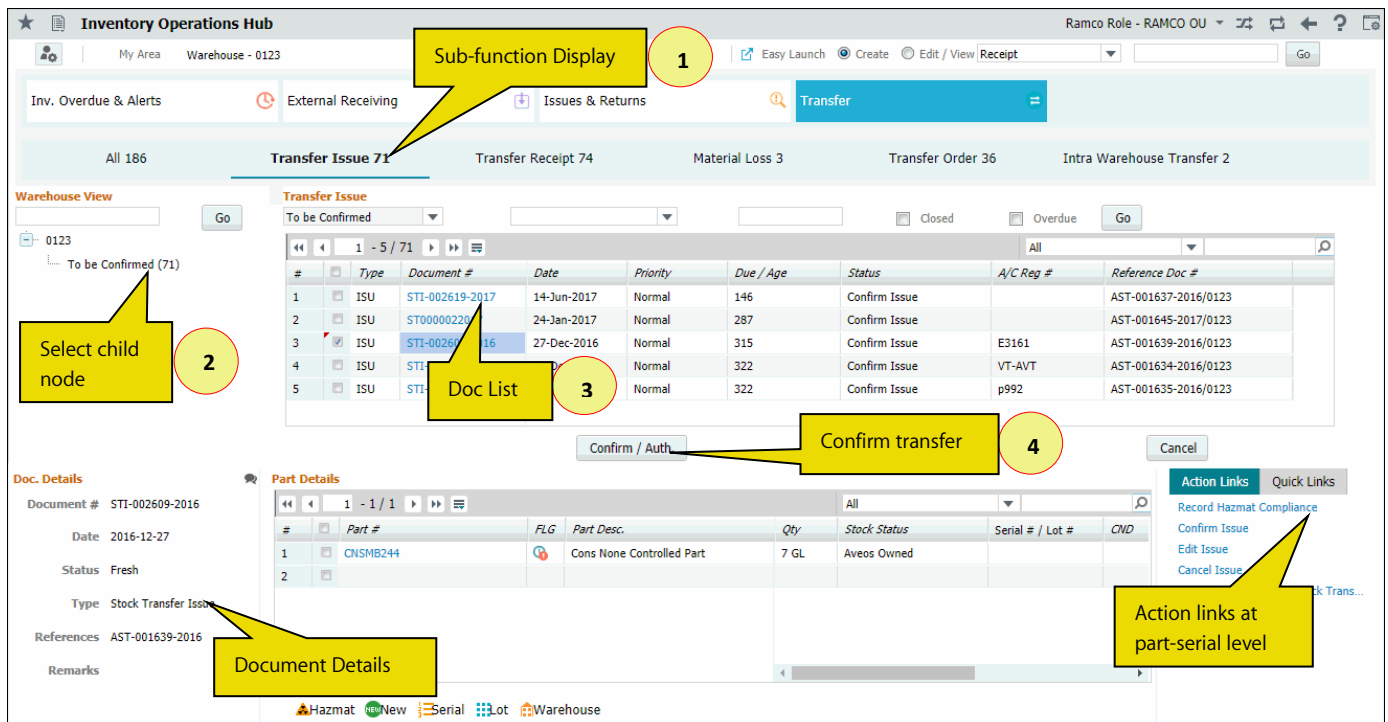 Inventory Operations Hub
Ramco Role - RAMCO OU
My Area Warehouse - 0123
Sub-function Display 1
Easy Launch Create Edit / View Receipt Go
Inv. Overdue & Alerts External Receiving Issues & Returns Transfer
All 186 Transfer Issue 71 Transfer Receipt 74 Material Loss 3 Transfer Order 36 Intra Warehouse Transfer 2
Warehouse View
Go
0123
To be Confirmed (71)
Select child
node
2
Transfer Issue
To be Confirmed Closed Overdue Go
1 - 5 / 71 All
# Type Document # Date Priority Due / Age Status A/C Reg # Reference Doc #
1 ISU STI-002619-2017 14-Jun-2017 Normal 146 Confirm Issue AST-001637-2016/0123
2 ISU 24-Jan-2017 Normal 287 Confirm Issue AST-001645-2017/0123
3 ISU 27-Dec-2016 Normal 315 Confirm Issue E3161 AST-001639-2016/0123
4 ISU STI- Normal 322 Confirm Issue VT-AVT AST-001634-2016/0123
5 ISU STI- Normal 322 Confirm Issue p992 AST-001635-2016/0123
Doc List 3
Confirm / Auth. Confirm transfer 4 Cancel
Doc. Details
Document # STI-002609-2016
Date 2016-12-27
Status Fresh
Type Stock Transfer Issue
References AST-001639-2016
Remarks
Document Details
Part Details
1 - 1 / 1 All
# Part # FLG Part Desc. Qty Stock Status Serial # / Lot # CND
1 CNSMB244 Cons None Controlled Part 7 GL Aveos Owned
2
Action Links Quick Links
Record Hazmat Compliance
Confirm Issue
Edit Issue
Cancel Issue
Trans...
Action links at
part-serial level
Hazmat NEW New Serial Lot Warehouse